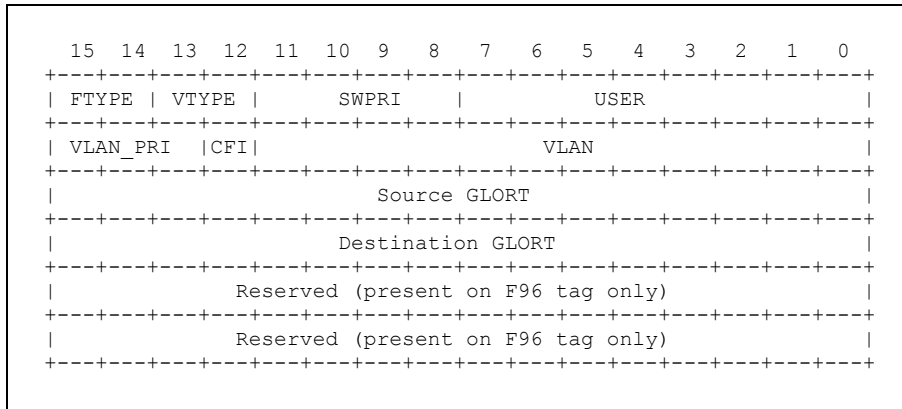 15  14  13  12  11  10  9   8   7   6   5   4   3   2   1   0
+---+---+---+---+---+---+---+---+---+---+---+---+---+---+---+---+
| FTYPE | VTYPE |     SWPRI     |          USER                 |
+---+---+---+---+---+---+---+---+---+---+---+---+---+---+---+---+
| VLAN_PRI  |CFI|                     VLAN                      |
+---+---+---+---+---+---+---+---+---+---+---+---+---+---+---+---+
|                         Source GLORT                          |
+---+---+---+---+---+---+---+---+---+---+---+---+---+---+---+---+
|                      Destination GLORT                        |
+---+---+---+---+---+---+---+---+---+---+---+---+---+---+---+---+
|              Reserved (present on F96 tag only)               |
+---+---+---+---+---+---+---+---+---+---+---+---+---+---+---+---+
|              Reserved (present on F96 tag only)               |
+---+---+---+---+---+---+---+---+---+---+---+---+---+---+---+---+